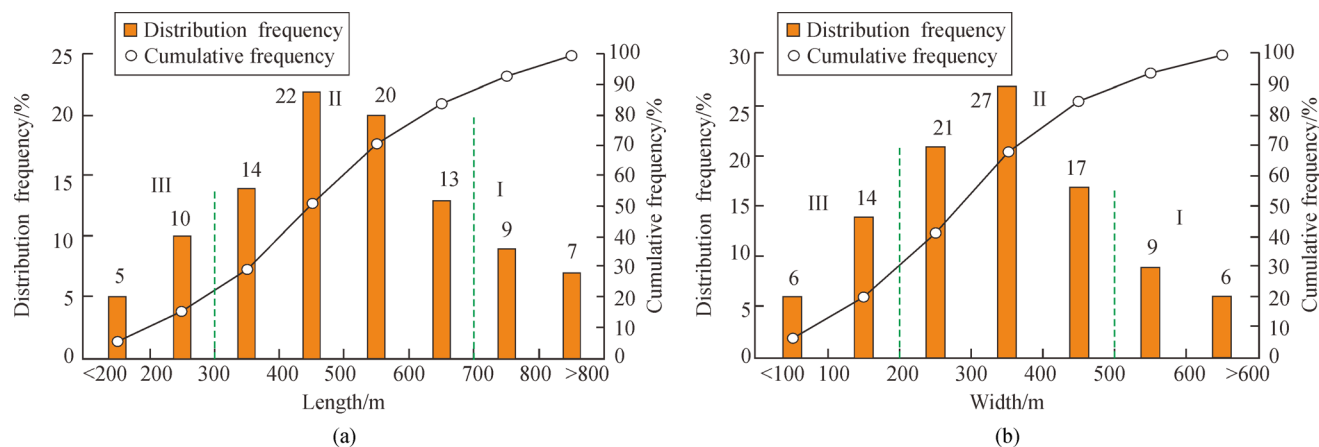 Distribution frequency
Cumulative frequency
25
20
15
10
5
0
Distribution frequency/%
100
90
80
70
60
50
40
30
20
10
0
Cumulative frequency/%
III
II
I
5
10
14
22
20
13
9
7
<200 200 300 400 500 600 700 800 >800
Length/m
(a)
Distribution frequency
Cumulative frequency
30
25
20
15
10
5
0
Distribution frequency/%
100
90
80
70
60
50
40
30
20
10
0
Cumulative frequency/%
III
II
I
6
14
21
27
17
9
6
<100 100 200 300 400 500 600 >600
Width/m
(b)